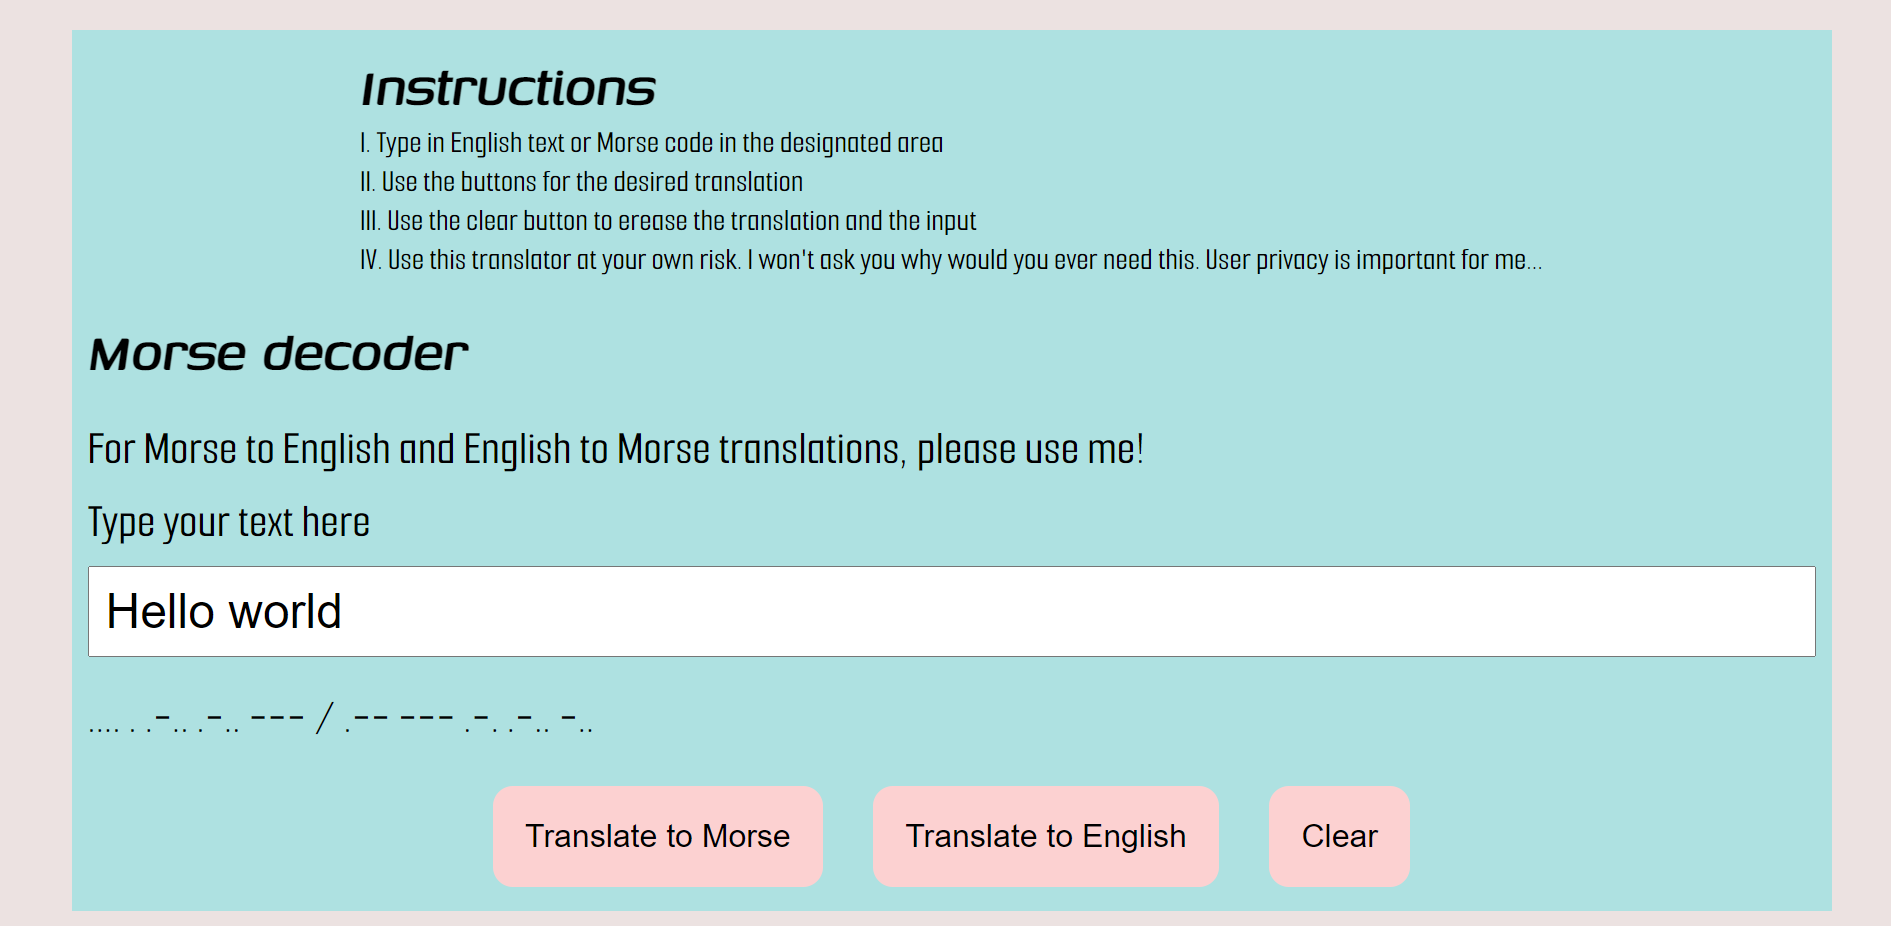 Instructions
I. Type in English text or Morse code in the designated area
II. Use the buttons for the desired translation
III. Use the clear button to erease the translation and the input
IV. Use this translator at your own risk. I won't ask you why would you ever need this. User privacy is important for me...
Morse decoder
For Morse to English and English to Morse translations, please use me!
Type your text here
Hello world
.... . .-.. .-.. --- / .-- --- .-. .-.. -..
Translate to Morse Translate to English Clear